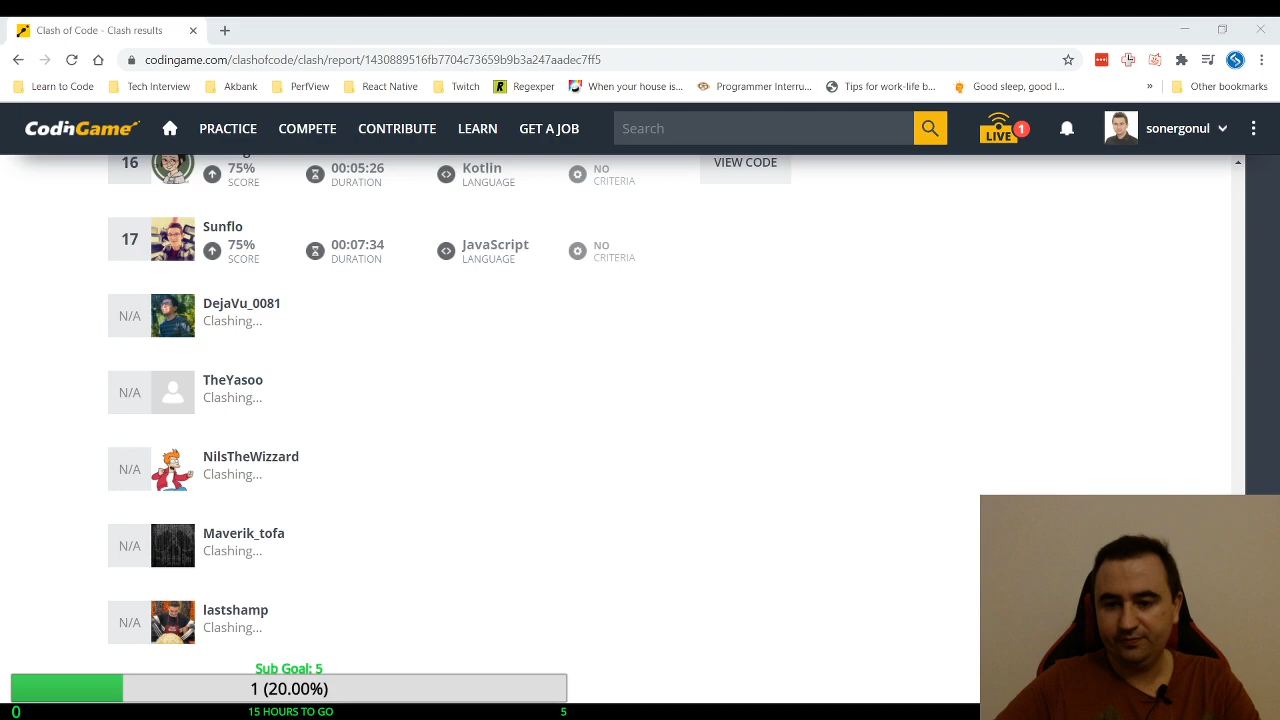 Clash of Code - Clash results
codingame.com/clashofcode/clash/report/1430809516fb7704c73659b9b3a247aadec7ff5
Learn to Code Tech Interview Akbank PerfView React Native Twitch Regexper When your house is... Programmer Interru... Tips for work-life b... Good sleep, good l... » Other bookmarks
CodinGame PRACTICE COMPETE CONTRIBUTE LEARN GET A JOB Search LIVE 1 sonergonul
16 75% 00:05:26 Kotlin NO VIEW CODE
SCORE DURATION LANGUAGE CRITERIA
Sunflo
17 75% 00:07:34 JavaScript NO
SCORE DURATION LANGUAGE CRITERIA
DejaVu_0081
N/A Clashing...
TheYasoo
N/A Clashing...
NilsTheWizzard
N/A Clashing...
Maverik_tofa
N/A Clashing...
lastshamp
N/A Clashing...
Sub Goal: 5
1 (20.00%)
0 15 HOURS TO GO 5